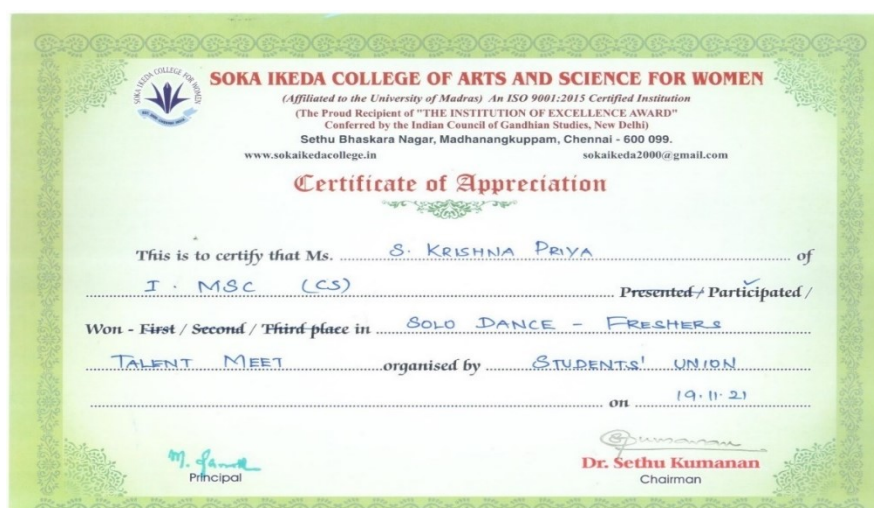 SOKA IKEDA COLLEGE OF ARTS AND SCIENCE FOR WOMEN
(Affiliated to the University of Madras) An ISO 9001:2015 Certified Institution
(The Proud Recipient of "THE INSTITUTION OF EXCELLENCE AWARD"
Conferred by the Indian Council of Gandhian Studies, New Delhi)
Sethu Bhaskara Nagar, Madhanangkuppam, Chennai - 600 099.
www.sokaikedacollege.in sokaikeda2000@gmail.com
Certificate of Appreciation
This is to certify that Ms. S. KRISHNA PRIYA of
I. MSC (CS) Presented / Participated /
Won - First / Second / Third place in SOLO DANCE - FRESHERS
TALENT MEET organised by STUDENTS' UNION
on 19.11.21
Principal
Dr. Sethu Kumanan
Chairman